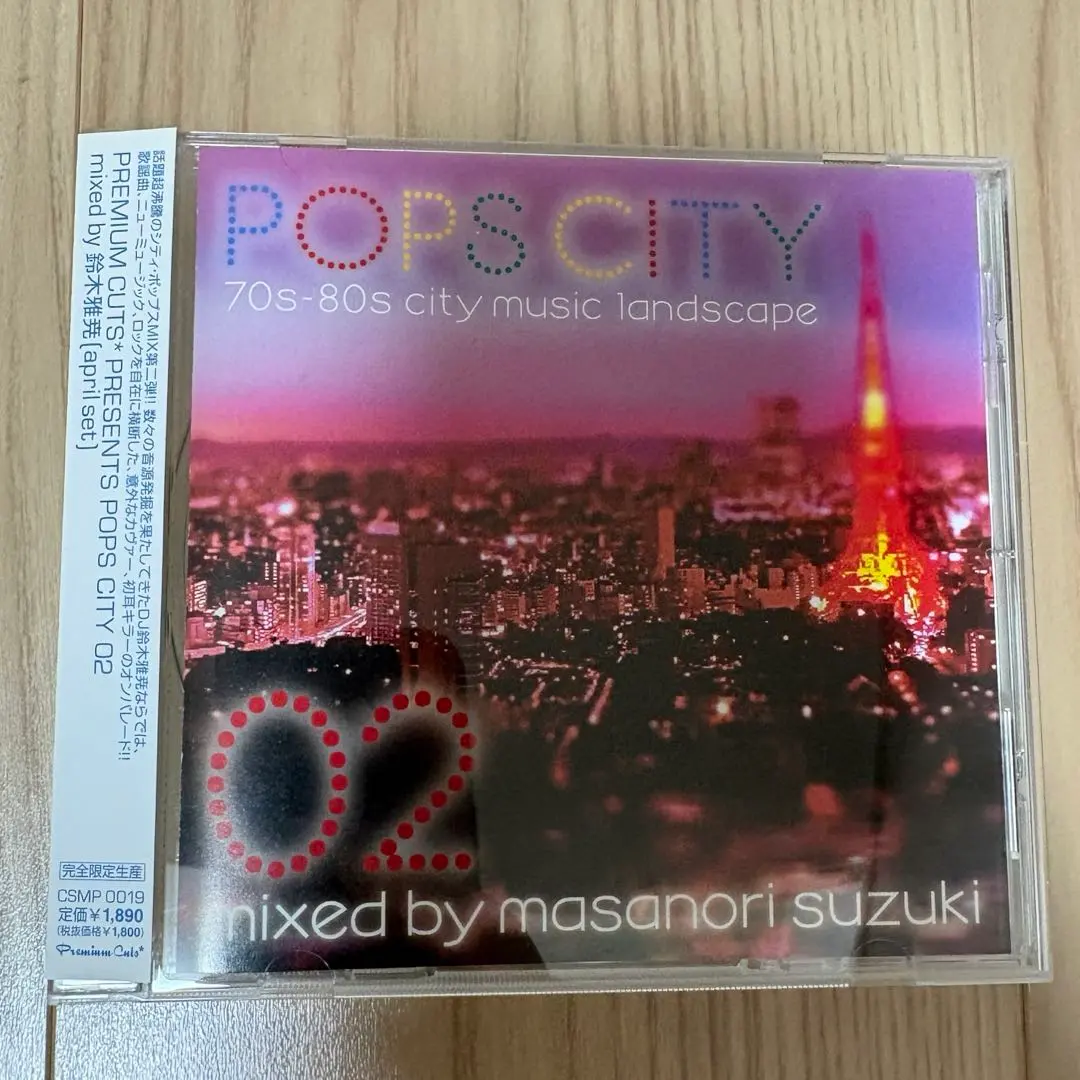 話題超沸騰のシティ・ポップスMIX第二弾!! 数々の音源発掘を果たしてきたDJ鈴木雅尭ならでは、
歌謡曲、ニューミュージック、ロックを自在に横断した、意外なカヴァー、初耳キラーのオンパレード!!
PREMIUM CUTS* PRESENTS POPS CITY 02
mixed by 鈴木雅尭 [april set]
完全限定生産
CSMP 0019
定価¥1,890
(税抜価格¥1,800)
Premium Cuts*
POPS CITY
70s-80s city music landscape
02
mixed by masanori suzuki